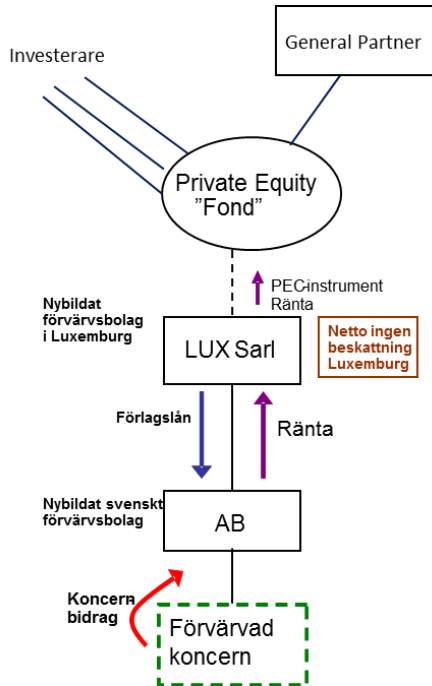 General Partner
Investerare
Private Equity
"Fond"
PEC-instrument
Ränta
Nybildat
förvärvsbolag
i Luxemburg
LUX Sarl
Netto ingen
beskattning
Luxemburg
Förlagslån
Ränta
Nybildat svenskt
förvärvsbolag
AB
Koncern
bidrag
Förvärvad
koncern